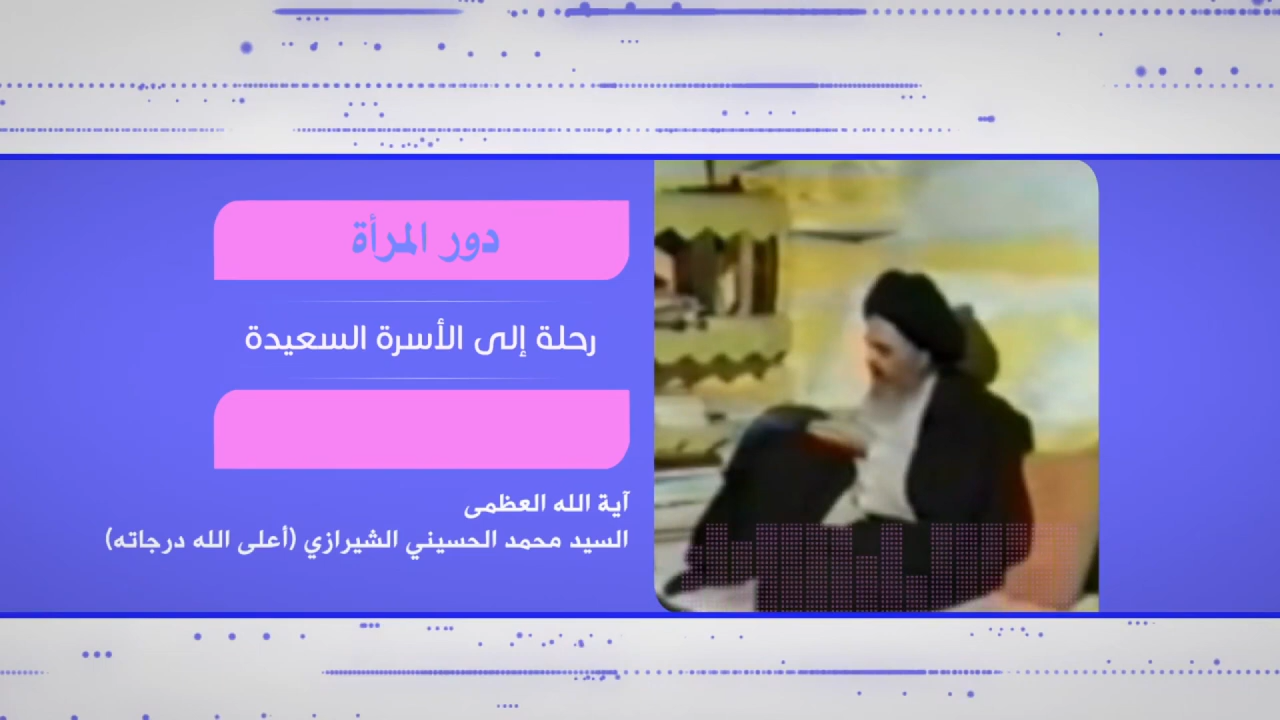 دور المرأة
رحلة إلى الأسرة السعيدة
آية الله العظمى
السيد محمد الحسيني الشيرازي (أعلى الله درجاته)